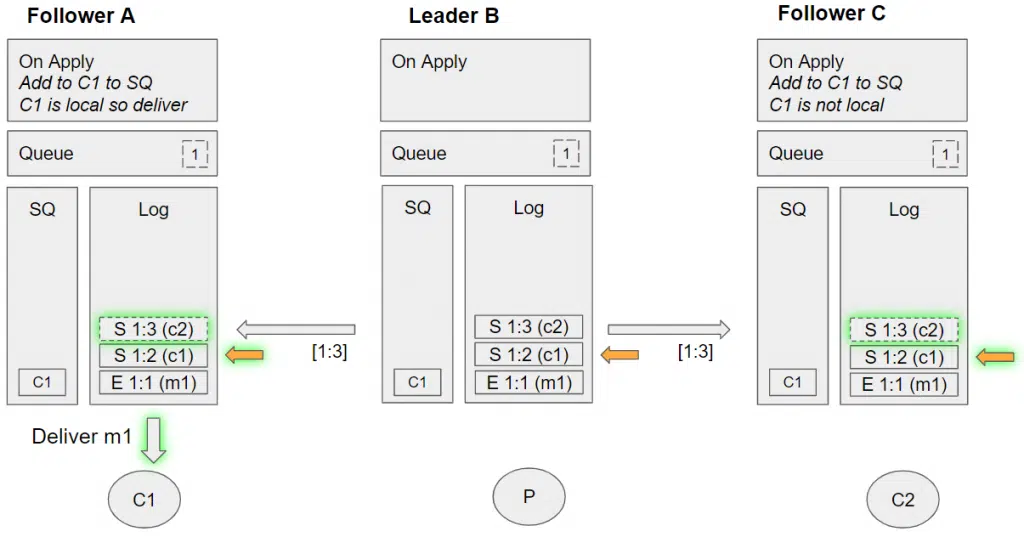 Follower A
On Apply
Add to C1 to SQ
C1 is local so deliver
Queue
1
SQ
Log
S 1:3 (c2)
S 1:2 (c1)
E 1:1 (m1)
C1
Deliver m1
C1
[1:3]
Leader B
On Apply
Queue
1
SQ
Log
S 1:3 (c2)
S 1:2 (c1)
E 1:1 (m1)
C1
P
[1:3]
Follower C
On Apply
Add to C1 to SQ
C1 is not local
Queue
1
SQ
Log
S 1:3 (c2)
S 1:2 (c1)
E 1:1 (m1)
C1
C2